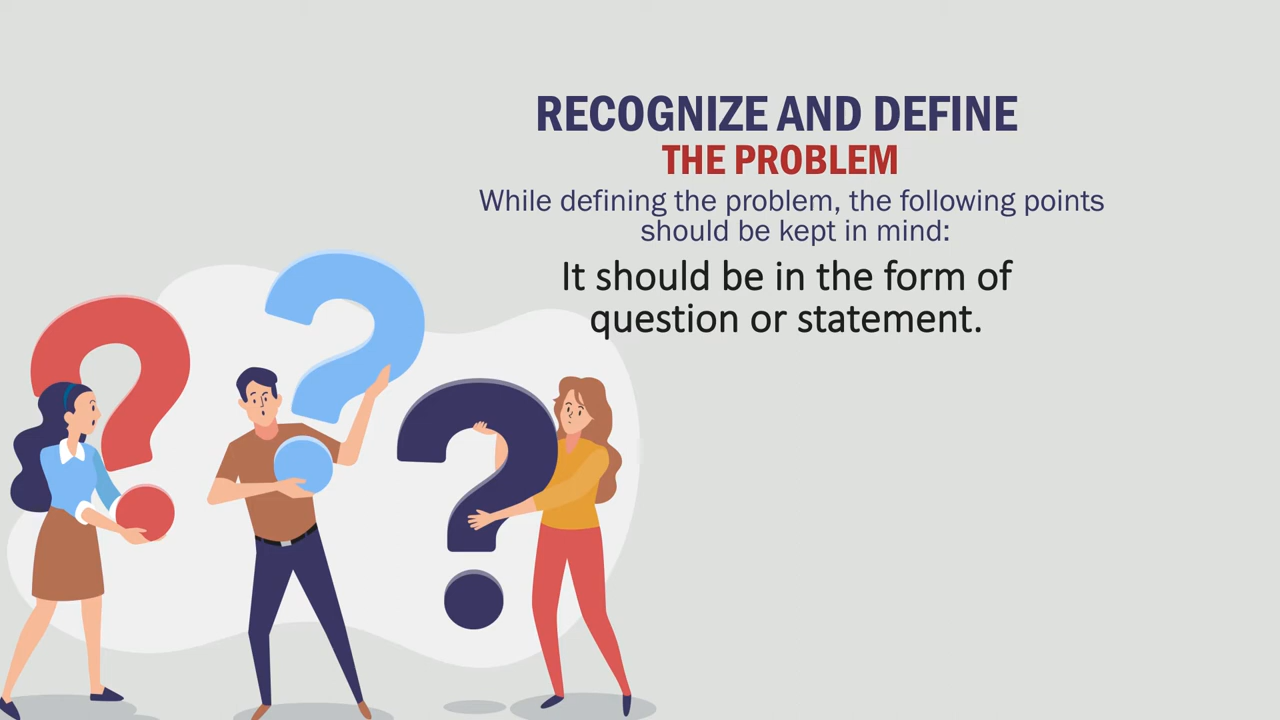 RECOGNIZE AND DEFINE
THE PROBLEM
While defining the problem, the following points
should be kept in mind:
It should be in the form of
question or statement.